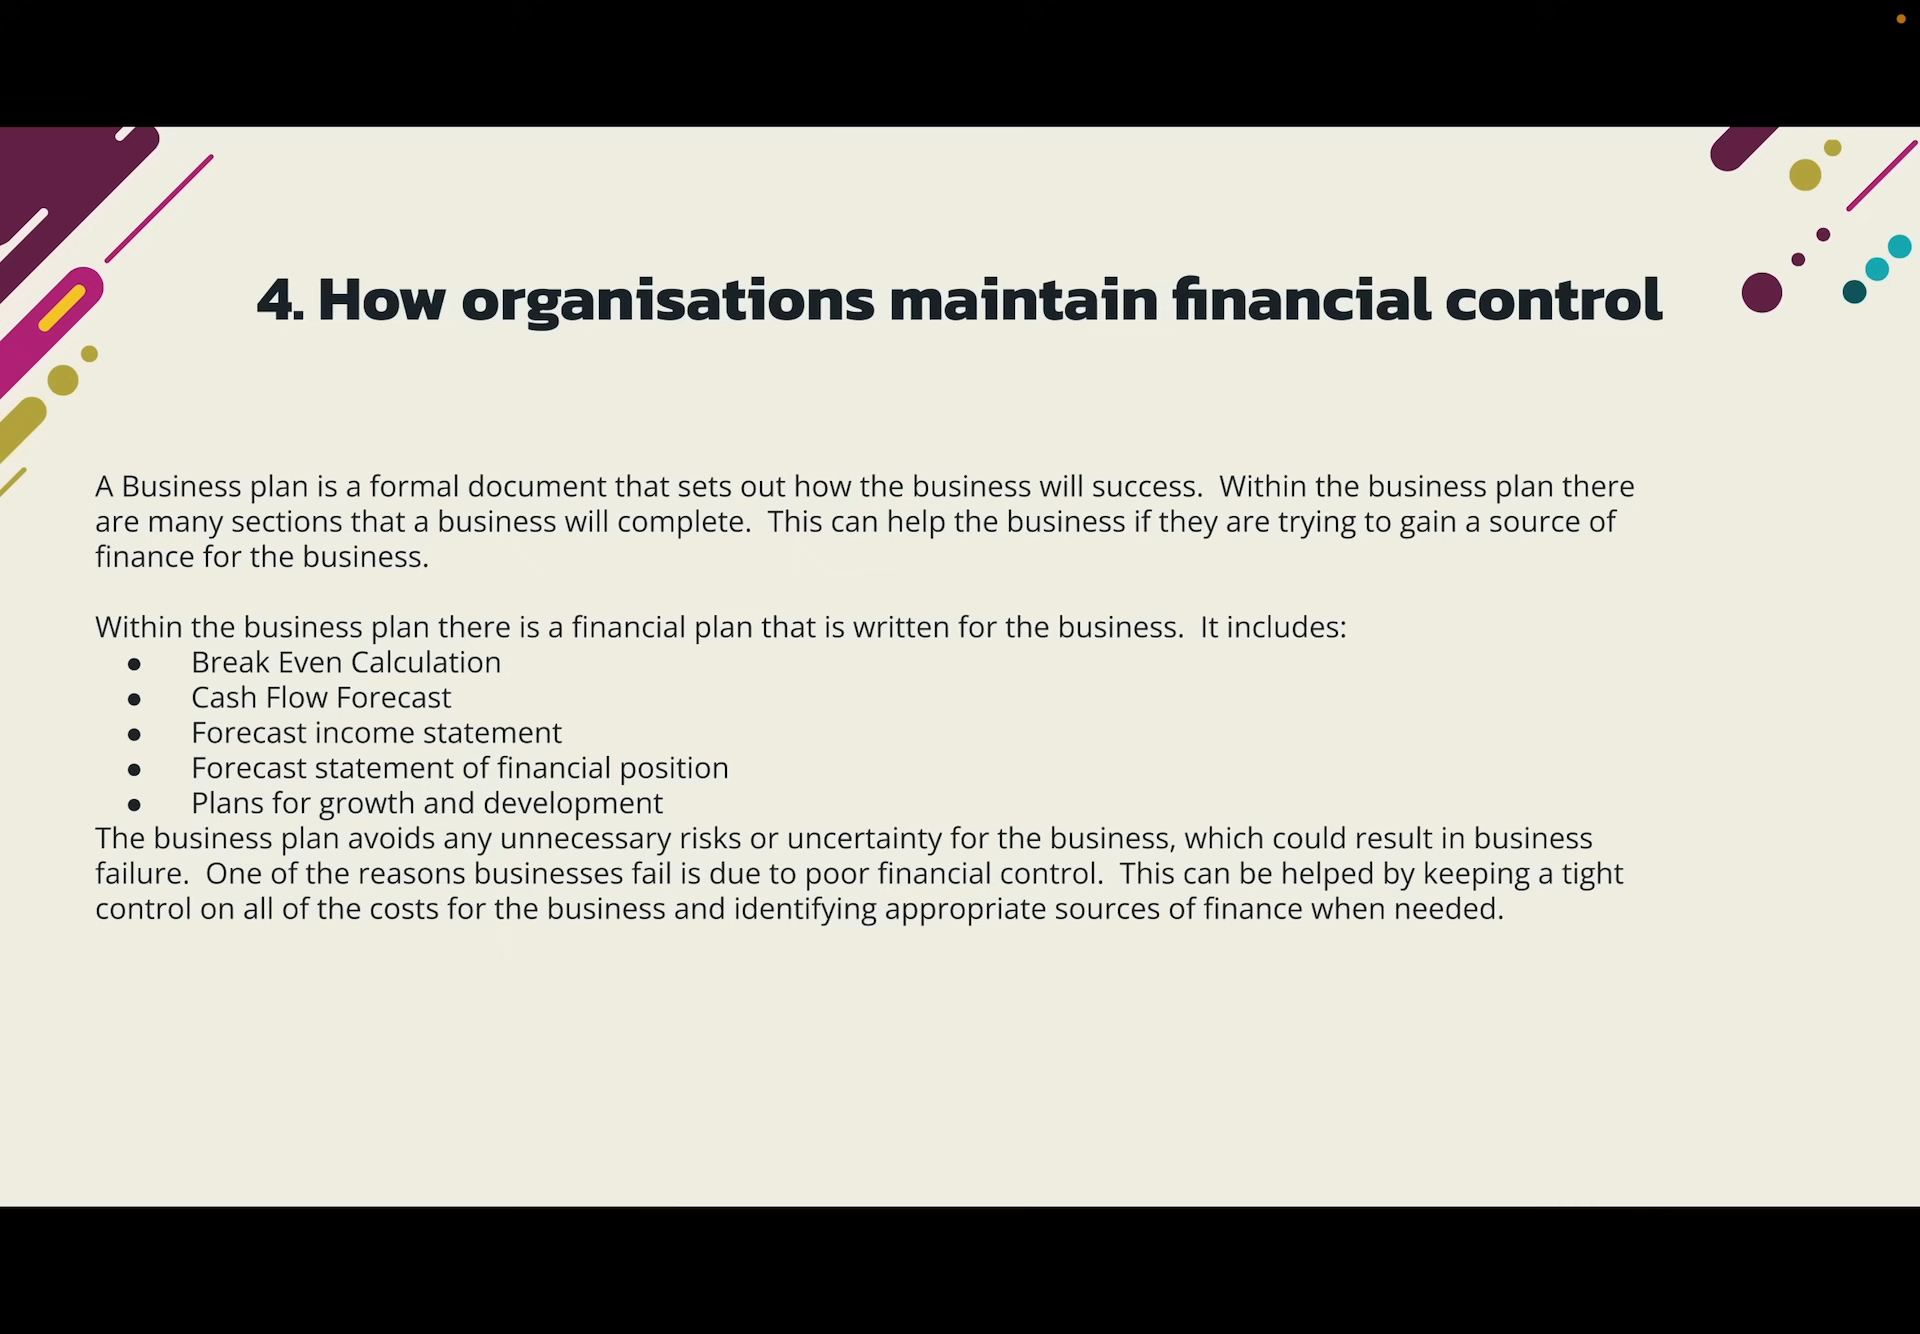 4. How organisations maintain financial control
A Business plan is a formal document that sets out how the business will success.  Within the business plan there
are many sections that a business will complete.  This can help the business if they are trying to gain a source of
finance for the business.
Within the business plan there is a financial plan that is written for the business.  It includes:
● Break Even Calculation
● Cash Flow Forecast
● Forecast income statement
● Forecast statement of financial position
● Plans for growth and development
The business plan avoids any unnecessary risks or uncertainty for the business, which could result in business
failure.  One of the reasons businesses fail is due to poor financial control.  This can be helped by keeping a tight
control on all of the costs for the business and identifying appropriate sources of finance when needed.